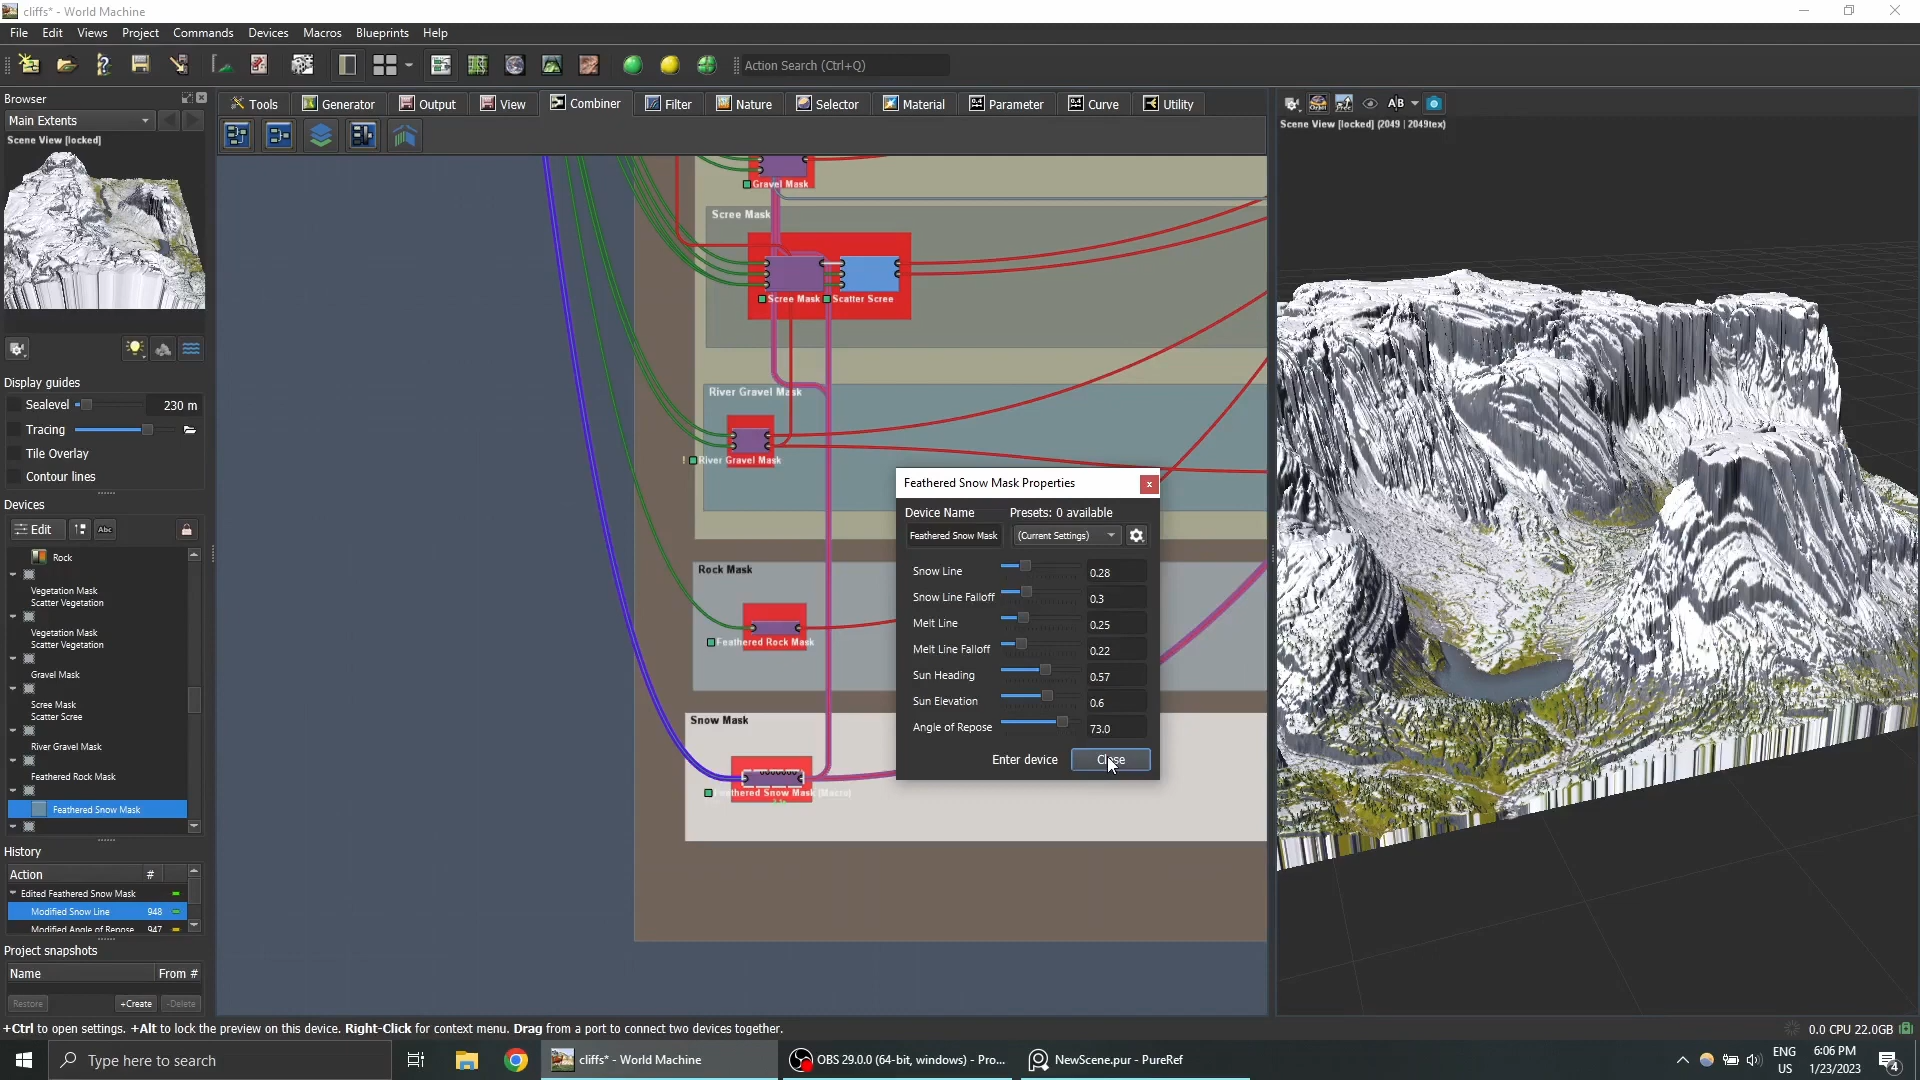 cliffs* - World Machine
File Edit Views Project Commands Devices Macros Blueprints Help
Action Search (Ctrl+Q)
Browser
Main Extents
Scene View [locked]
Tools Generator Output View Combiner Filter Nature Selector Material Parameter Curve Utility
A|B
Scene View [locked] (2049 | 2049tex)
Display guides
Sealevel 230 m
Tracing
Tile Overlay
Contour lines
Devices
Edit Abc
Rock
Vegetation Mask
Scatter Vegetation
Vegetation Mask
Scatter Vegetation
Gravel Mask
Scree Mask
Scatter Scree
River Gravel Mask
Feathered Rock Mask
Feathered Snow Mask
History
Action #
Edited Feathered Snow Mask
Modified Snow Line 948
Modified Angle of Repose 947
Project snapshots
Name From #
Restore +Create -Delete
Gravel Mask
Scree Mask
Scree Mask Scatter Scree
River Gravel Mask
! River Gravel Mask
Rock Mask
Feathered Rock Mask
Snow Mask
Feathered Snow Mask (Macro)
Feathered Snow Mask Properties x
Device Name Presets: 0 available
Feathered Snow Mask (Current Settings)
Snow Line 0.28
Snow Line Falloff 0.3
Melt Line 0.25
Melt Line Falloff 0.22
Sun Heading 0.57
Sun Elevation 0.6
Angle of Repose 73.0
Enter device Close
+Ctrl to open settings. +Alt to lock the preview on this device. Right-Click for context menu. Drag from a port to connect two devices together.
0.0 CPU 22.0GB
Type here to search
cliffs* - World Machine
OBS 29.0.0 (64-bit, windows) - Pro...
NewScene.pur - PureRef
ENG
US
6:06 PM
1/23/2023
4